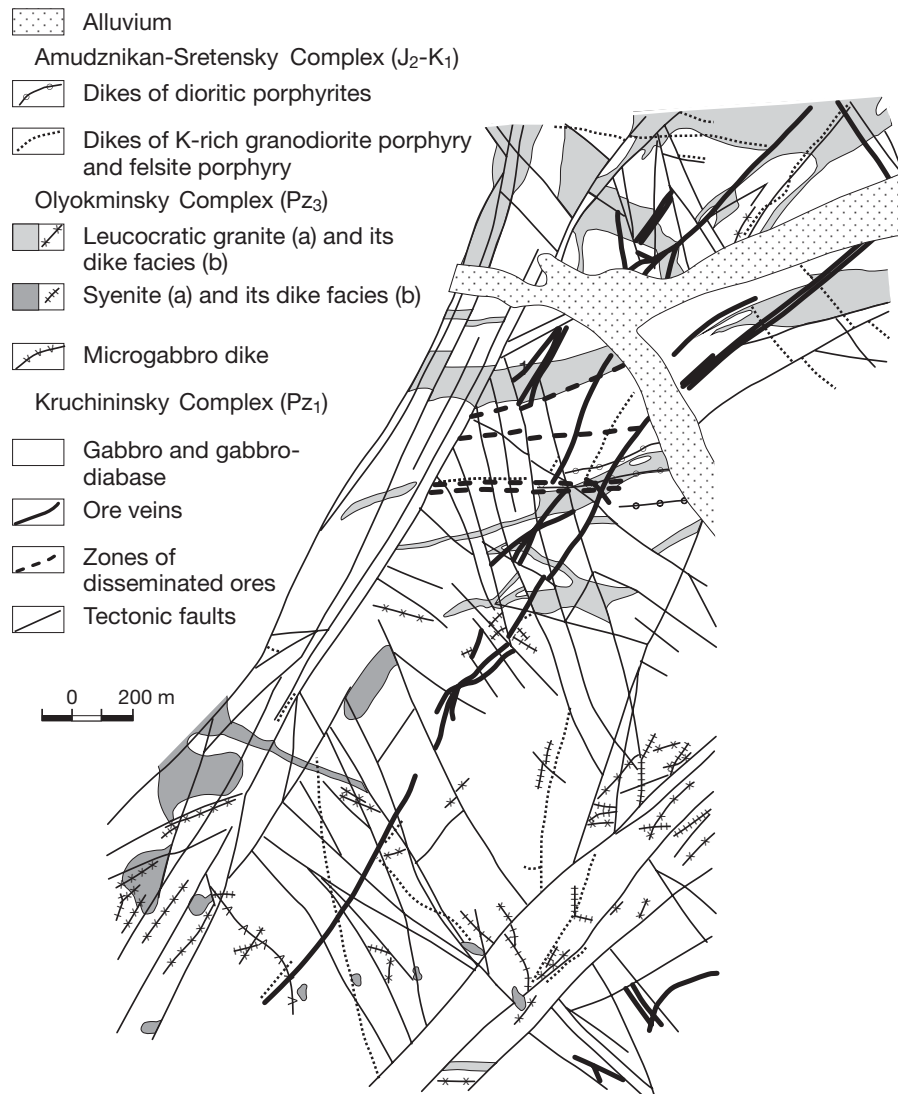 Alluvium
Amudznikan-Sretensky Complex (J2-K1)
Dikes of dioritic porphyrites
Dikes of K-rich granodiorite porphyry
and felsite porphyry
Olyokminsky Complex (Pz3)
Leucocratic granite (a) and its
dike facies (b)
Syenite (a) and its dike facies (b)
Microgabbro dike
Kruchininsky Complex (Pz1)
Gabbro and gabbro-
diabase
Ore veins
Zones of
disseminated ores
Tectonic faults
0 200 m